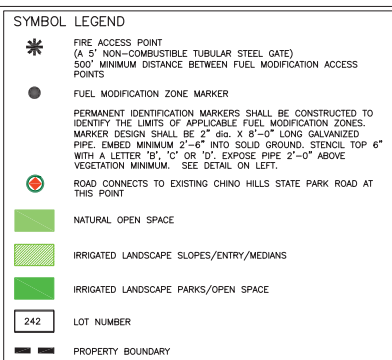 SYMBOL LEGEND
FIRE ACCESS POINT
(A 5' NON-COMBUSTIBLE TUBULAR STEEL GATE)
500' MINIMUM DISTANCE BETWEEN FUEL MODIFICATION ACCESS
POINTS
FUEL MODIFICATION ZONE MARKER
PERMANENT IDENTIFICATION MARKERS SHALL BE CONSTRUCTED TO
IDENTIFY THE LIMITS OF APPLICABLE FUEL MODIFICATION ZONES.
MARKER DESIGN SHALL BE 2" dia. X 8'-0" LONG GALVANIZED
PIPE. EMBED MINIMUM 2'-6" INTO SOLID GROUND. STENCIL TOP 6"
WITH A LETTER 'B', 'C' OR 'D'. EXPOSE PIPE 2'-0" ABOVE
VEGETATION MINIMUM. SEE DETAIL ON LEFT.
ROAD CONNECTS TO EXISTING CHINO HILLS STATE PARK ROAD AT
THIS POINT
NATURAL OPEN SPACE
IRRIGATED LANDSCAPE SLOPES/ENTRY/MEDIANS
IRRIGATED LANDSCAPE PARKS/OPEN SPACE
242 LOT NUMBER
PROPERTY BOUNDARY